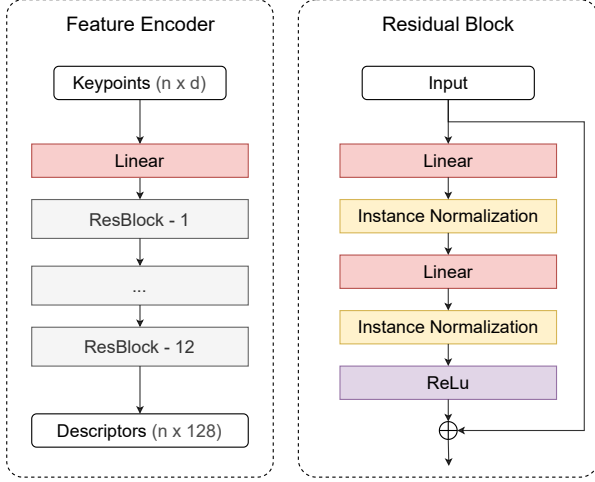 Feature Encoder
Keypoints (n x d)
Linear
ResBlock - 1
...
ResBlock - 12
Descriptors (n x 128)
Residual Block
Input
Linear
Instance Normalization
Linear
Instance Normalization
ReLu